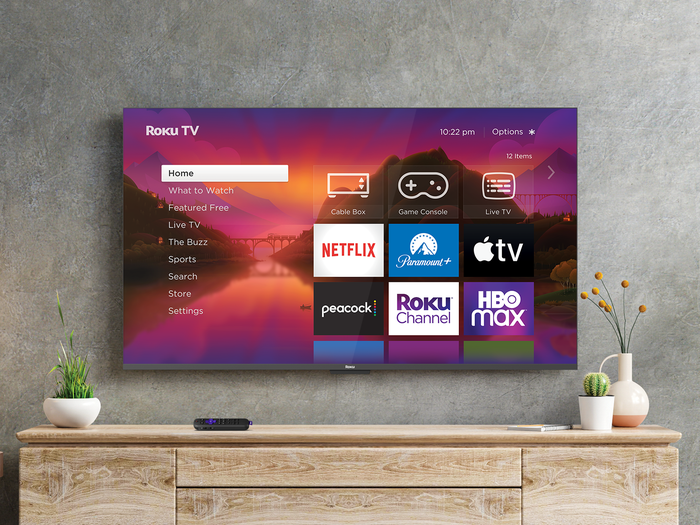 Roku TV
10:22 pm
Options *
12 Items
Home
What to Watch
Featured Free
Live TV
The Buzz
Sports
Search
Store
Settings
Cable Box
Game Console
Live TV
NETFLIX
Paramount+
tv
peacock
Roku
Channel
HBO
max
Roku